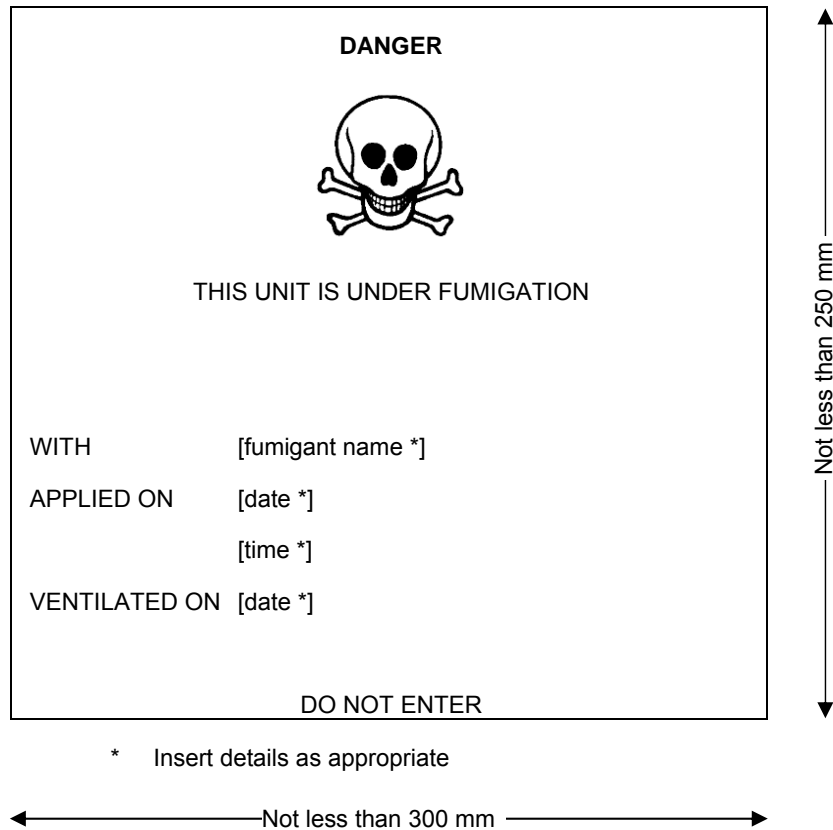 DANGER
THIS UNIT IS UNDER FUMIGATION
WITH [fumigant name *]
APPLIED ON [date *]
[time *]
VENTILATED ON [date *]
DO NOT ENTER
* Insert details as appropriate
Not less than 300 mm
Not less than 250 mm